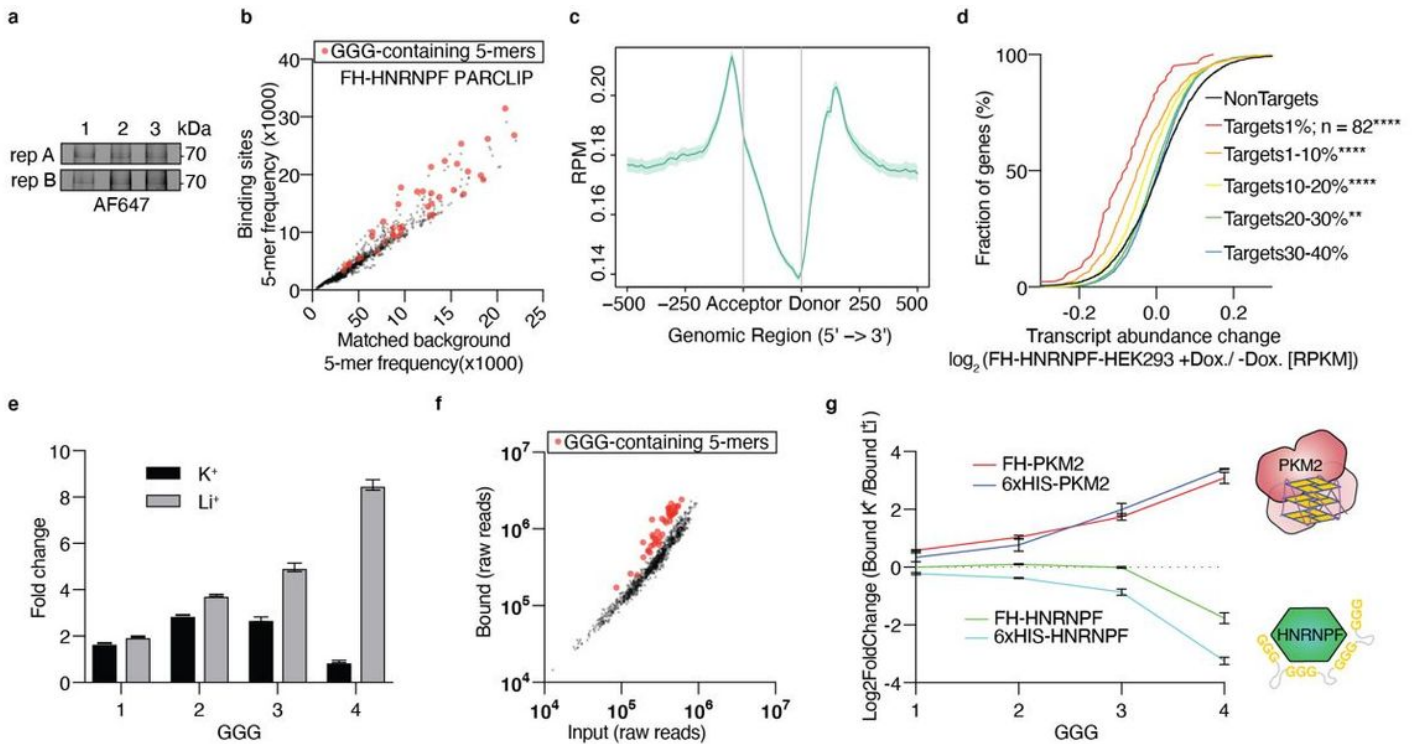 a
1 2 3 kDa
rep A -70
rep B -70
AF647
b
GGG-containing 5-mers
FH-HNRNPF PARCLIP
40
30
20
10
0
Binding sites
5-mer frequency (x1000)
0 50 10 15 20 25
Matched background
5-mer frequency(x1000)
c
0.20
0.18
0.16
0.14
RPM
-500 -250 Acceptor Donor 250 500
Genomic Region (5' -> 3')
d
100
50
0
Fraction of genes (%)
NonTargets
Targets1%; n = 82****
Targets1-10%****
Targets10-20%****
Targets20-30%**
Targets30-40%
-0.2 0.0 0.2
Transcript abundance change
log2 (FH-HNRNPF-HEK293 +Dox./ -Dox. [RPKM])
e
10
8
6
4
2
0
Fold change
K+
Li+
1 2 3 4
GGG
f
GGG-containing 5-mers
10^7
10^6
10^5
10^4
Bound (raw reads)
10^4 10^5 10^6 10^7
Input (raw reads)
g
4
2
0
-2
-4
Log2FoldChange (Bound K+/Bound Li+)
FH-PKM2
6xHIS-PKM2
FH-HNRNPF
6xHIS-HNRNPF
1 2 3 4
GGG
PKM2
HNRNPF
GGG
GGG
GGG
GGG